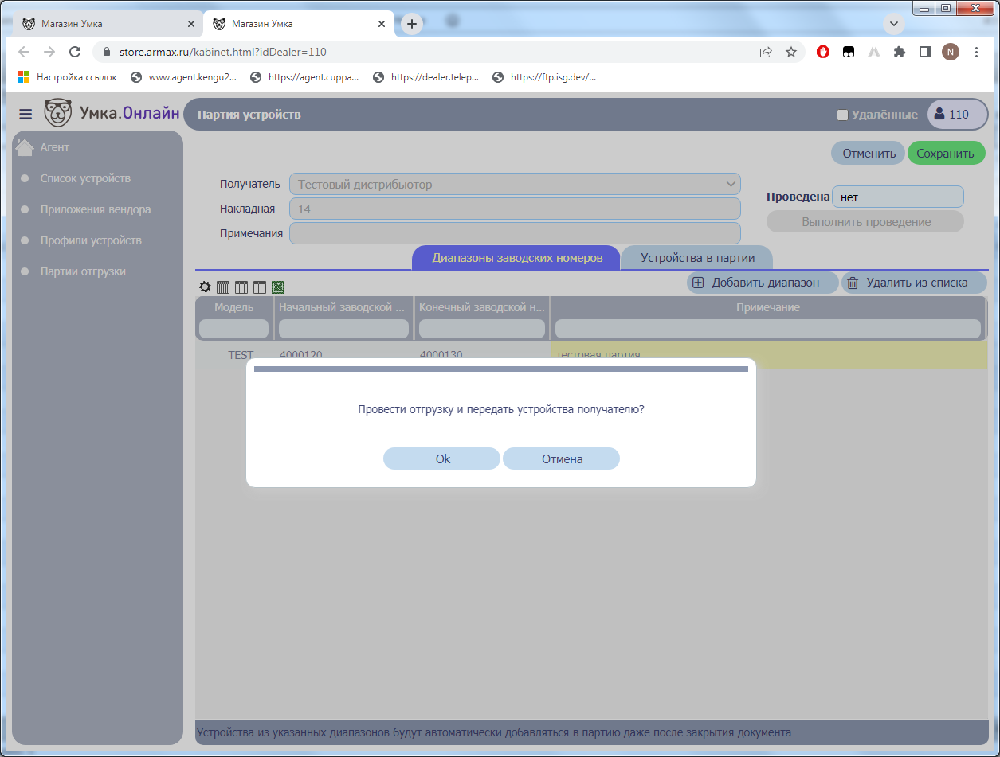 Магазин Умка
Магазин Умка
store.armax.ru/kabinet.html?idDealer=110
N
Настройка ссылок
www.agent.kengu2...
https://agent.cuppa...
https://dealer.telep...
https://ftp.isg.dev/...
Умка.Онлайн
Партия устройств
Удалённые
110
Агент
Список устройств
Приложения вендора
Профили устройств
Партии отгрузки
Отменить
Сохранить
Получатель
Тестовый дистрибьютор
Накладная
14
Примечания
Проведена
нет
Выполнить проведение
Диапазоны заводских номеров
Устройства в партии
Добавить диапазон
Удалить из списка
Модель
Начальный заводской ...
Конечный заводской н...
Примечание
TEST
4000120
4000130
тестовая партия
Провести отгрузку и передать устройства получателю?
Ok
Отмена
Устройства из указанных диапазонов будут автоматически добавляться в партию даже после закрытия документа